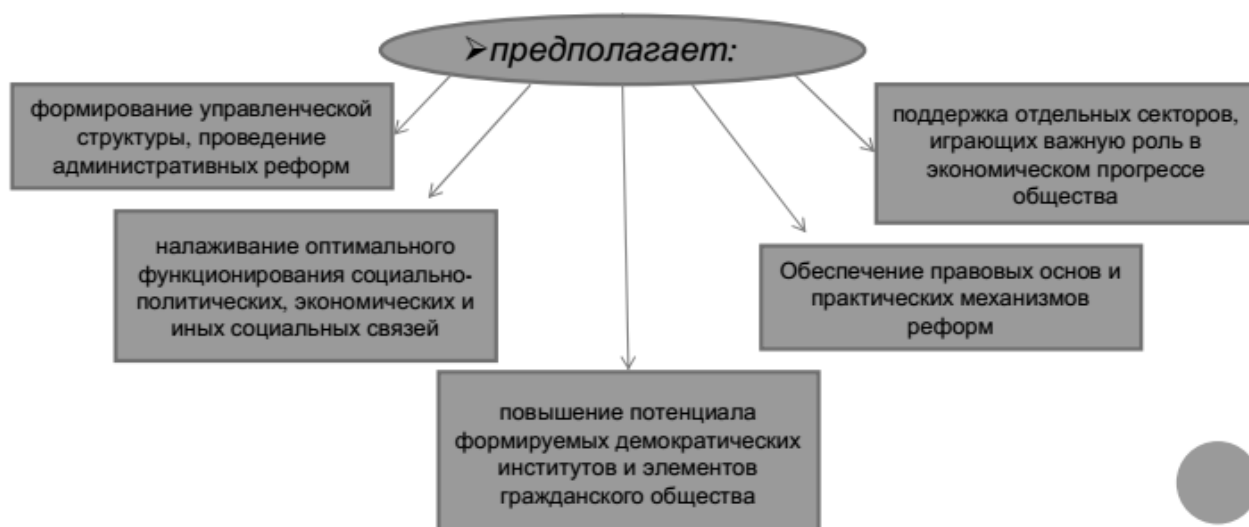 ➢предполагает:
формирование управленческой
структуры, проведение
административных реформ
поддержка отдельных секторов,
играющих важную роль в
экономическом прогрессе
общества
налаживание оптимального
функционирования социально-
политических, экономических и
иных социальных связей
Обеспечение правовых основ и
практических механизмов
реформ
повышение потенциала
формируемых демократических
институтов и элементов
гражданского общества